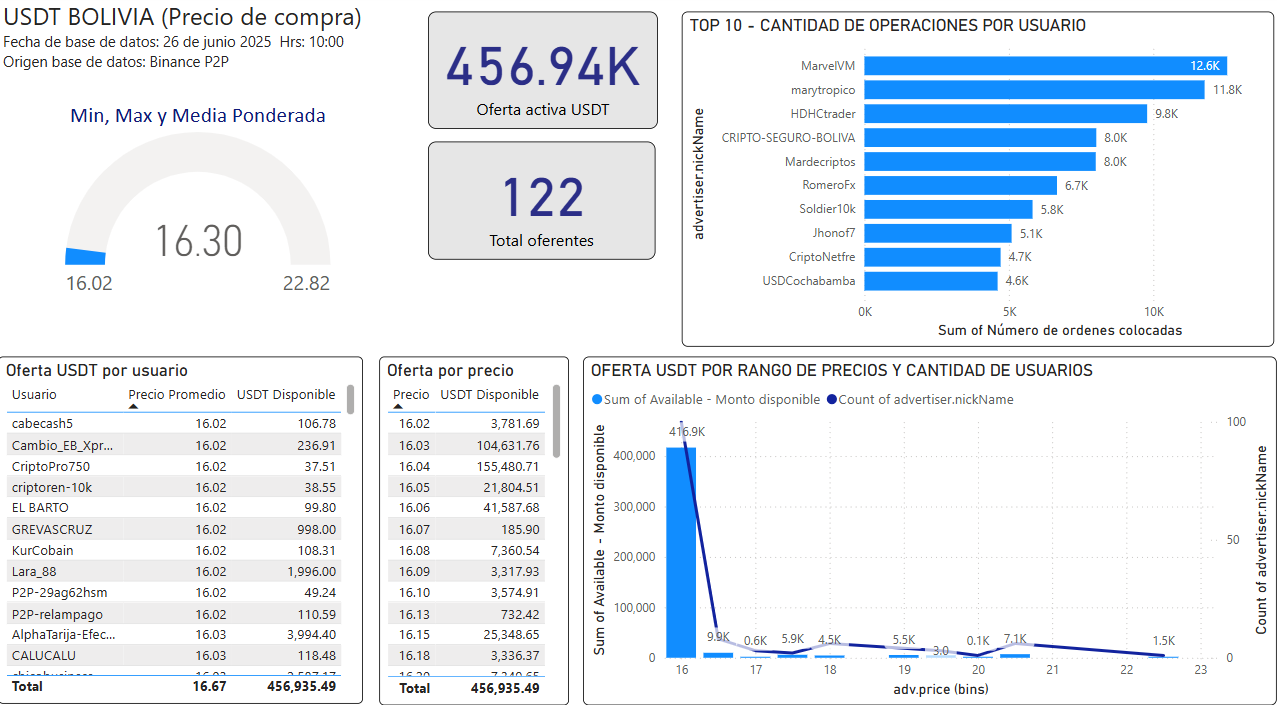 USDT BOLIVIA (Precio de compra)
Fecha de base de datos: 26 de junio 2025 Hrs: 10:00
Origen base de datos: Binance P2P
Min, Max y Media Ponderada
16.30
16.02 22.82
456.94K
Oferta activa USDT
122
Total oferentes
TOP 10 - CANTIDAD DE OPERACIONES POR USUARIO
advertiser.nickName
MarvelVM 12.6K
marytropico 11.8K
HDHCtrader 9.8K
CRIPTO-SEGURO-BOLIVA 8.0K
Mardecriptos 8.0K
RomeroFx 6.7K
Soldier10k 5.8K
Jhonof7 5.1K
CriptoNetfre 4.7K
USDCochabamba 4.6K
0K 5K 10K
Sum of Número de ordenes colocadas
Oferta USDT por usuario
Usuario Precio Promedio USDT Disponible
cabecash5 16.02 106.78
Cambio_EB_Xpr... 16.02 236.91
CriptoPro750 16.02 37.51
criptoren-10k 16.02 38.55
EL BARTO 16.02 99.80
GREVASCRUZ 16.02 998.00
KurCobain 16.02 108.31
Lara_88 16.02 1,996.00
P2P-29ag62hsm 16.02 49.24
P2P-relampago 16.02 110.59
AlphaTarija-Efec... 16.03 3,994.40
CALUCALU 16.03 118.48
Total 16.67 456,935.49
Oferta por precio
Precio USDT Disponible
16.02 3,781.69
16.03 104,631.76
16.04 155,480.71
16.05 21,804.51
16.06 41,587.68
16.07 185.90
16.08 7,360.54
16.09 3,317.93
16.10 3,574.91
16.13 732.42
16.15 25,348.65
16.18 3,336.37
Total 456,935.49
OFERTA USDT POR RANGO DE PRECIOS Y CANTIDAD DE USUARIOS
Sum of Available - Monto disponible Count of advertiser.nickName
Sum of Available - Monto disponible
400,000
300,000
200,000
100,000
0
416.9K 9.9K 0.6K 5.9K 4.5K 5.5K 3.0 0.1K 7.1K 1.5K
100
50
0
Count of advertiser.nickName
16 17 18 19 20 21 22 23
adv.price (bins)